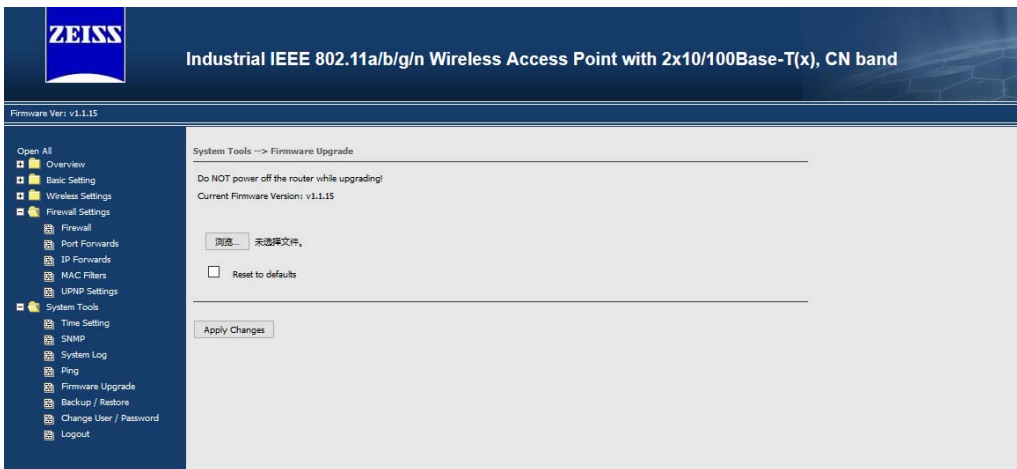 ZEISS
Industrial IEEE 802.11a/b/g/n Wireless Access Point with 2x10/100Base-T(x), CN band
Firmware Ver: v1.1.15
Open All
Overview
Basic Setting
Wireless Settings
Firewall Settings
Firewall
Port Forwards
IP Forwards
MAC Filters
UPNP Settings
System Tools
Time Setting
SNMP
System Log
Ping
Firmware Upgrade
Backup / Restore
Change User / Password
Logout
System Tools --> Firmware Upgrade
Do NOT power off the router while upgrading!
Current Firmware Version: v1.1.15
浏览... 未选择文件。
Reset to defaults
Apply Changes